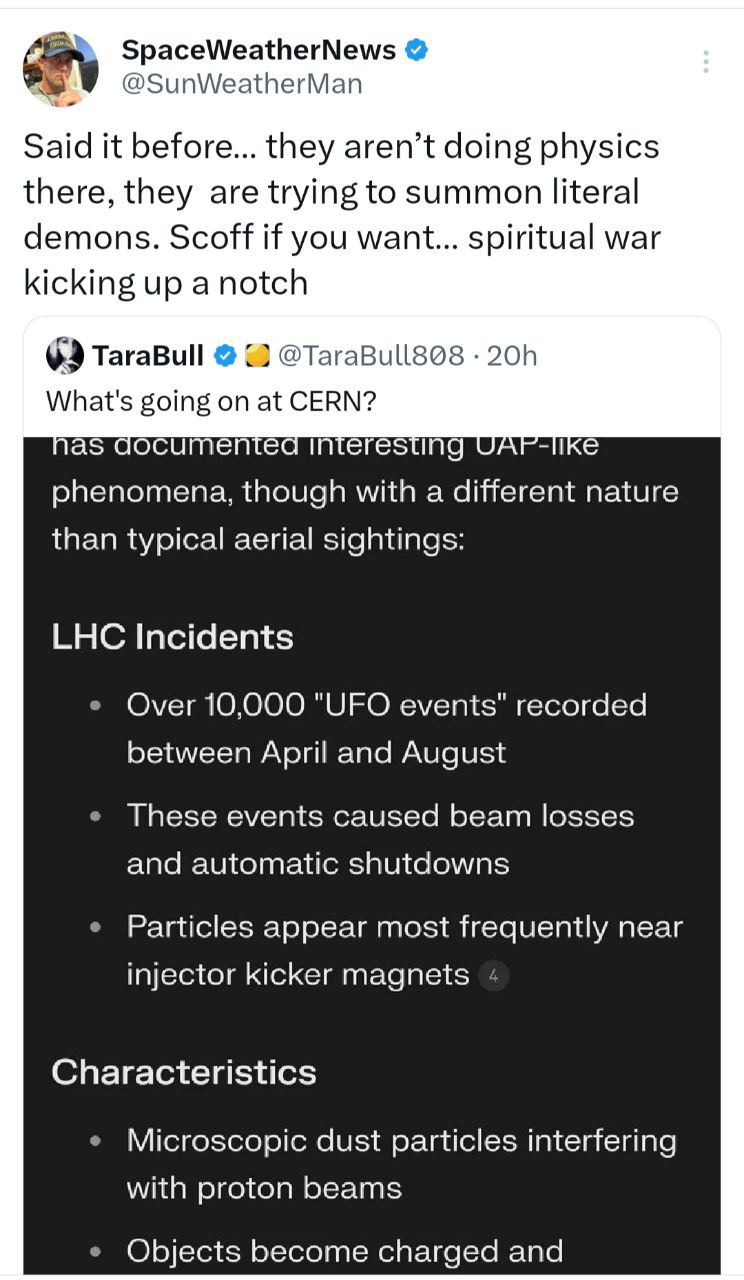 SpaceWeatherNews
@SunWeatherMan
Said it before... they aren’t doing physics
there, they  are trying to summon literal
demons. Scoff if you want... spiritual war
kicking up a notch
TaraBull @TaraBull808 · 20h
What's going on at CERN?
has documented interesting UAP-like
phenomena, though with a different nature
than typical aerial sightings:
LHC Incidents
• Over 10,000 "UFO events" recorded
between April and August
• These events caused beam losses
and automatic shutdowns
• Particles appear most frequently near
injector kicker magnets 4
Characteristics
• Microscopic dust particles interfering
with proton beams
• Objects become charged and